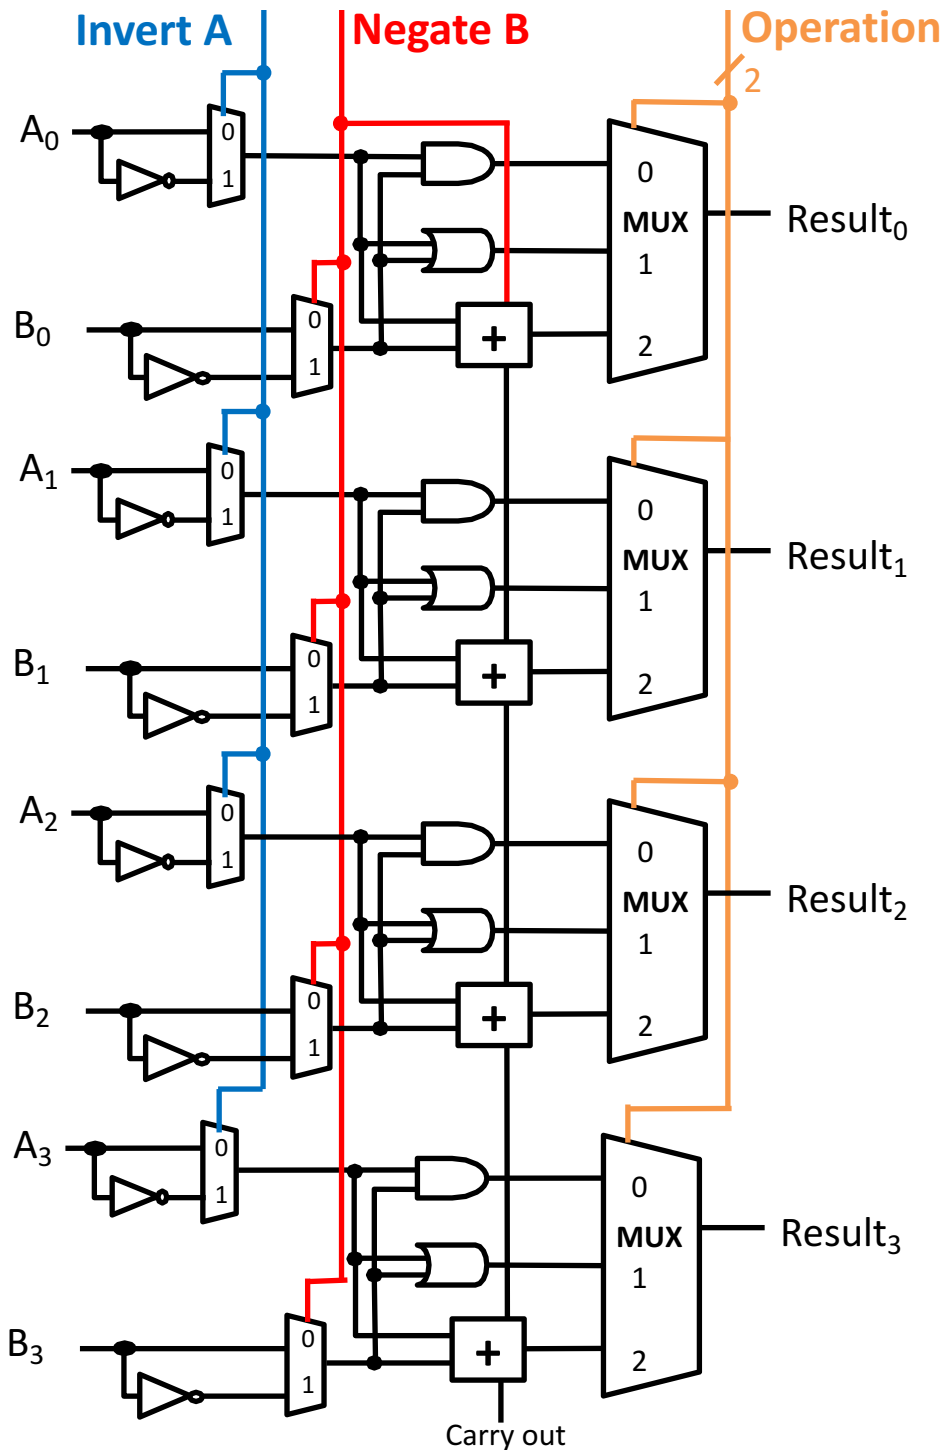 Invert A Negate B Operation
2
A0
0
1
0
MUX
1
2
Result0
B0
0
1
+
A1
0
1
0
MUX
1
2
Result1
B1
0
1
+
A2
0
1
0
MUX
1
2
Result2
B2
0
1
+
A3
0
1
0
MUX
1
2
Result3
B3
0
1
+
Carry out